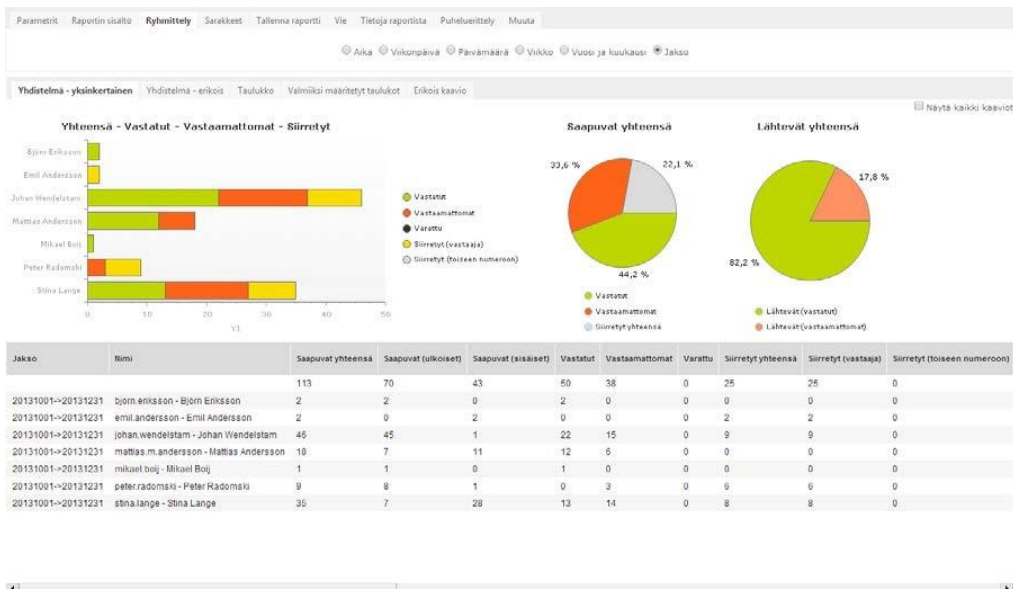 Parametrit Raportin sisältö Ryhmittely Sarakkeet Tallenna raportti Vie Tietoja raportista Puheluerittely Muuta
Aika Viikonpäivä Päivämäärä Viikko Vuosi ja kuukausi Jakso
Yhdistelmä - yksinkertainen Yhdistelmä - erikois Taulukko Valmiiksi määritetyt taulukot Erikois kaavio
Näytä kaikki kaaviot
Yhteensä - Vastatut - Vastaamattomat - Siirretyt
Björn Eriksson
Emil Andersson
Johan Wendelstam
Mattias Andersson
Mikael Boij
Peter Radomski
Stina Lange
0 10 20 30 40 50
Y1
Vastatut
Vastaamattomat
Varattu
Siirretyt (vastaaja)
Siirretyt (toiseen numeroon)
Saapuvat yhteensä
33,6 % 22,1 %
44,2 %
Vastatut
Vastaamattomat
Siirretyt yhteensä
Lähtevät yhteensä
17,8 %
82,2 %
Lähtevät (vastatut)
Lähtevät (vastaamattomat)
Jakso Nimi Saapuvat yhteensä Saapuvat (ulkoiset) Saapuvat (sisäiset) Vastatut Vastaamattomat Varattu Siirretyt yhteensä Siirretyt (vastaaja) Siirretyt (toiseen numeroon)
113 70 43 50 38 0 25 25 0
20131001->20131231 bjorn.eriksson - Björn Eriksson 2 2 0 2 0 0 0 0 0
20131001->20131231 emil.andersson - Emil Andersson 2 0 2 0 0 0 2 2 0
20131001->20131231 johan.wendelstam - Johan Wendelstam 46 45 1 22 15 0 9 9 0
20131001->20131231 mattias.m.andersson - Mattias Andersson 18 7 11 12 6 0 0 0 0
20131001->20131231 mikael.boij - Mikael Boij 1 1 0 1 0 0 0 0 0
20131001->20131231 peter.radomski - Peter Radomski 9 8 1 0 3 0 6 6 0
20131001->20131231 stina.lange - Stina Lange 35 7 28 13 14 0 8 8 0